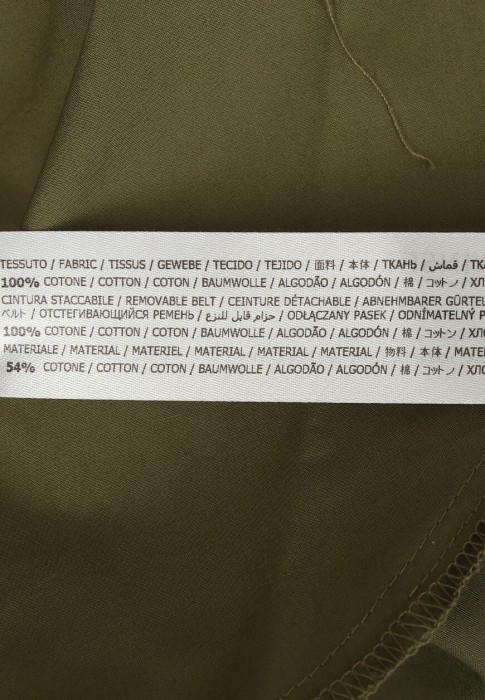 TESSUTO / FABRIC / TISSUS / GEWEBE / TECIDO / TEJIDO / 面料 / 本体 / ТКАНЬ / قماش /
100% COTONE / COTTON / COTON / BAUMWOLLE / ALGODÃO / ALGODÓN / 棉 / コットン /
CINTURA STACCABILE / REMOVABLE BELT / CEINTURE DÉTACHABLE / ABNEHMBARER GÜRTEL
ベルト / ОТСТЕГИВАЮЩИЙСЯ РЕМЕНЬ / حزام قابل للنزع / ODŁĄCZANY PASEK / ODNÍMATELNÝ
100% COTONE / COTTON / COTON / BAUMWOLLE / ALGODÃO / ALGODÓN / 棉 / コットン /
MATERIALE / MATERIAL / MATERIEL / MATERIAL / MATERIAL / MATERIAL / 物料 / 本体 /
54% COTONE / COTTON / COTON / BAUMWOLLE / ALGODÃO / ALGODÓN / 棉 / コットン /